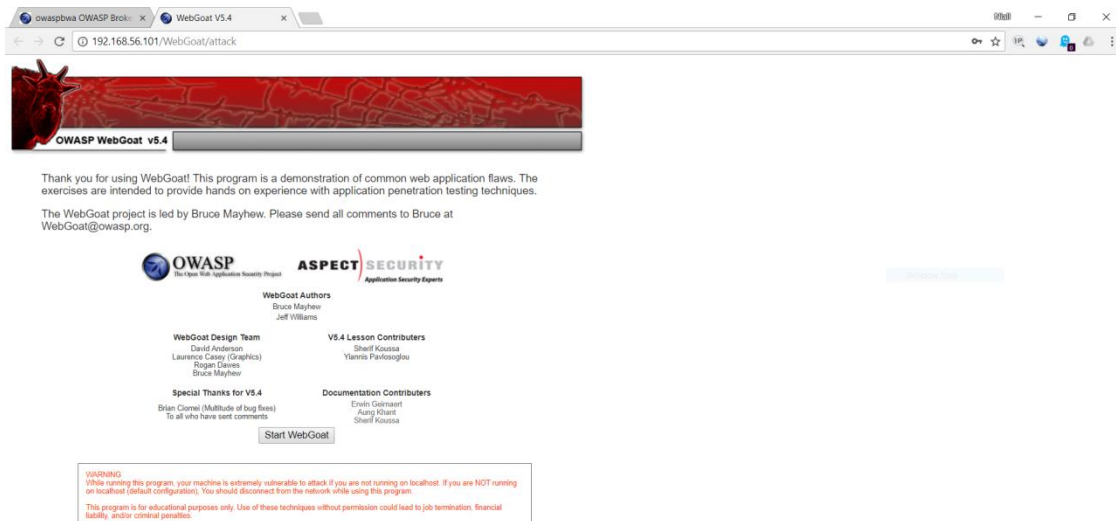 owaspbwa OWASP Broke
WebGoat V5.4
Niall
192.168.56.101/WebGoat/attack
0
OWASP WebGoat v5.4
Thank you for using WebGoat! This program is a demonstration of common web application flaws. The
exercises are intended to provide hands on experience with application penetration testing techniques.
The WebGoat project is led by Bruce Mayhew. Please send all comments to Bruce at
WebGoat@owasp.org.
OWASP
The Open Web Application Security Project
ASPECT SECURITY
Application Security Experts
WebGoat Authors
Bruce Mayhew
Jeff Williams
WebGoat Design Team
David Anderson
Laurence Casey (Graphics)
Rogan Dawes
Bruce Mayhew
V5.4 Lesson Contributors
Sherif Koussa
Yiannis Pavlosoglou
Special Thanks for V5.4
Brian Ciomei (Multitude of bug fixes)
To all who have sent comments
Documentation Contributors
Erwin Geirnaert
Aung Khant
Sherif Koussa
Start WebGoat
WARNING
While running this program, your machine is extremely vulnerable to attack if you are not running on localhost. If you are NOT running
on localhost (default configuration), You should disconnect from the network while using this program.
This program is for educational purposes only. Use of these techniques without permission could lead to job termination, financial
liability, and/or criminal penalties.